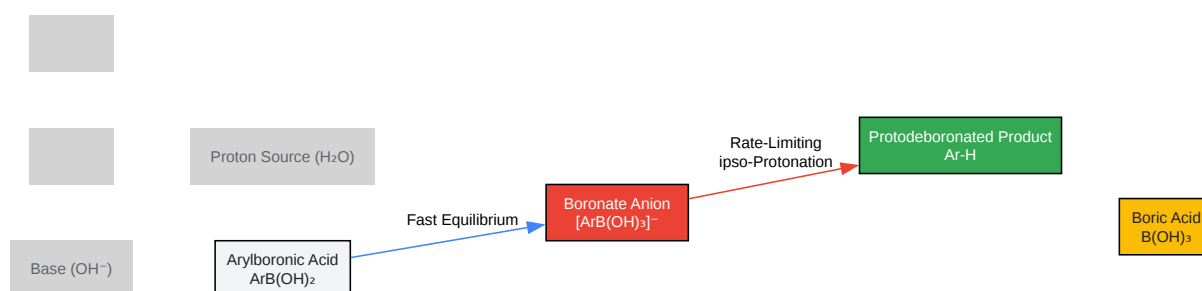 Proton Source (H₂O)
Rate-Limiting
ipso-Protonation
Protodeboronated Product
Ar-H
Base (OH⁻)
Arylboronic Acid
ArB(OH)₂
Fast Equilibrium
Boronate Anion
[ArB(OH)₃]⁻
Boric Acid
B(OH)₃